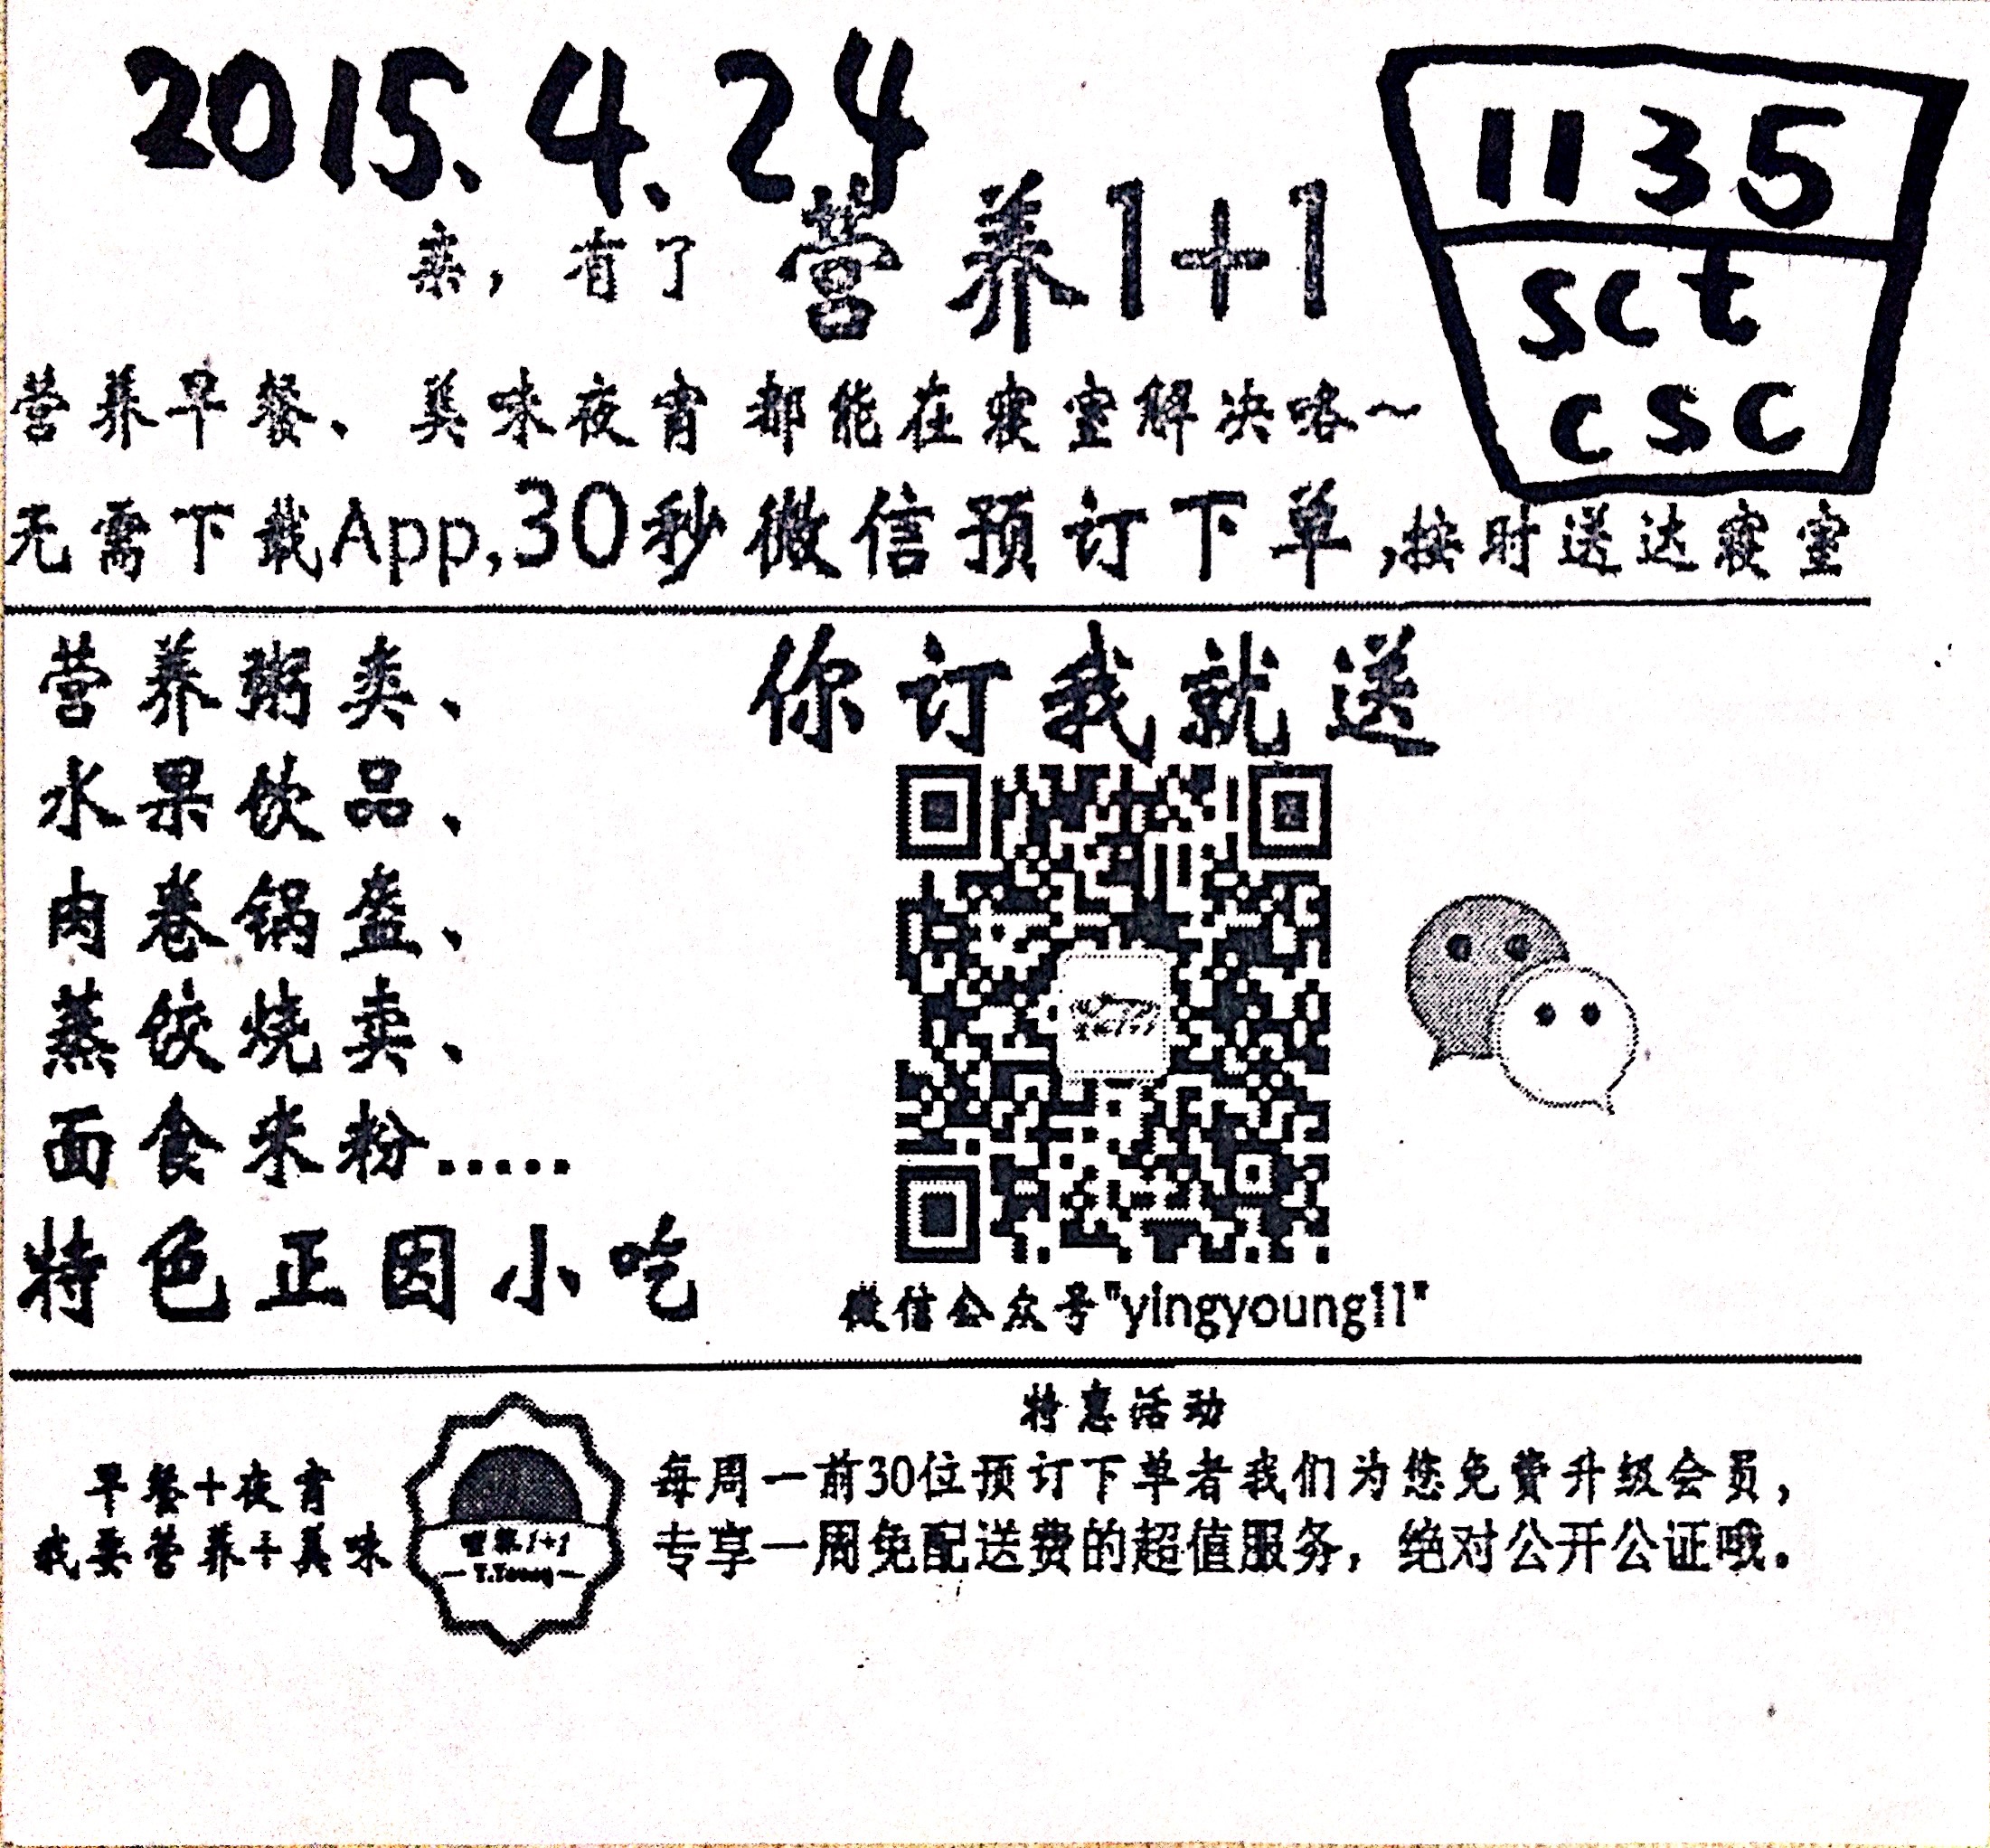 2015.4.24
1135
sct
csc
亲，有了 营养1+1
营养早餐、美味夜宵 都能在寝室解决咯~
无需下载App,30秒微信预订下单,按时送达寝室
营养粥类、
水果饮品、
肉卷锅盔、
蒸饺烧卖、
面食米粉.....
特色正因小吃
你订我就送
微信公众号"yingyoung11"
特惠活动
早餐+夜宵
我要营养+美味
营养1+1
每周一前30位预订下单者我们为您免费升级会员，
专享一周免配送费的超值服务，绝对公开公证哦。